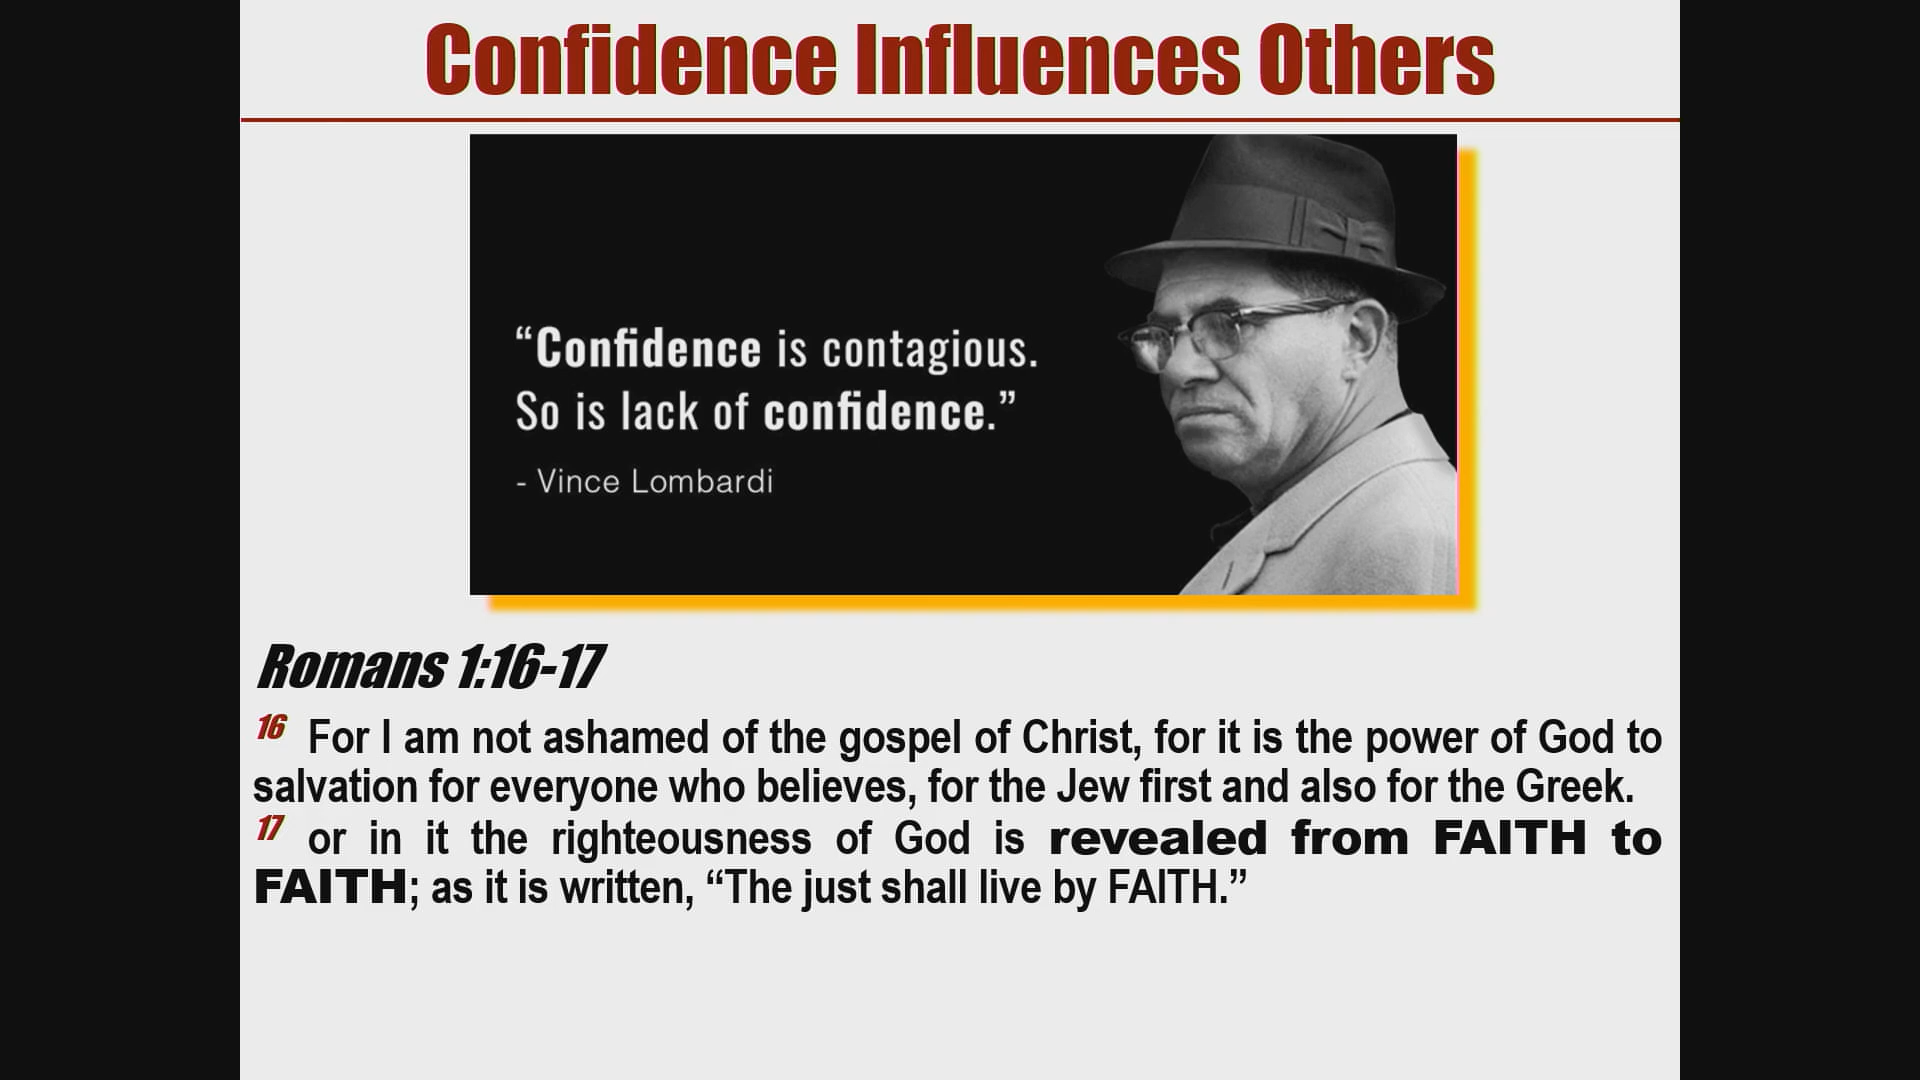 Confidence Influences Others
“Confidence is contagious.
So is lack of confidence.”
- Vince Lombardi
Romans 1:16-17
16 For I am not ashamed of the gospel of Christ, for it is the power of God to
salvation for everyone who believes, for the Jew first and also for the Greek.
17 or in it the righteousness of God is revealed from FAITH to
FAITH; as it is written, “The just shall live by FAITH.”